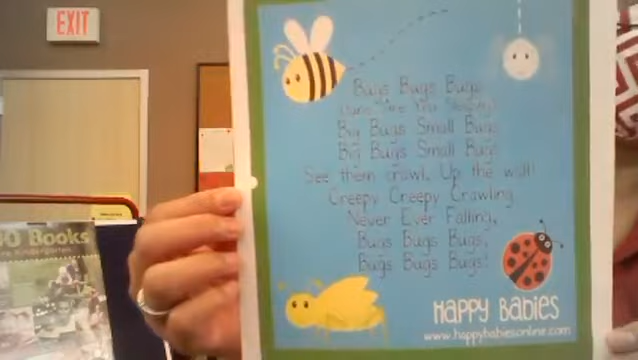 EXIT
Bugs Bugs Bugs
Big Bugs Small Bugs
Big Bugs Small Bugs
See them crawl, Up the wall!
Creepy Creepy Crawling
Never Ever Falling,
Bugs Bugs Bugs,
Bugs Bugs Bugs!
HAPPY BABIES
www.happybabiesonline.com
Books
Kindergarten